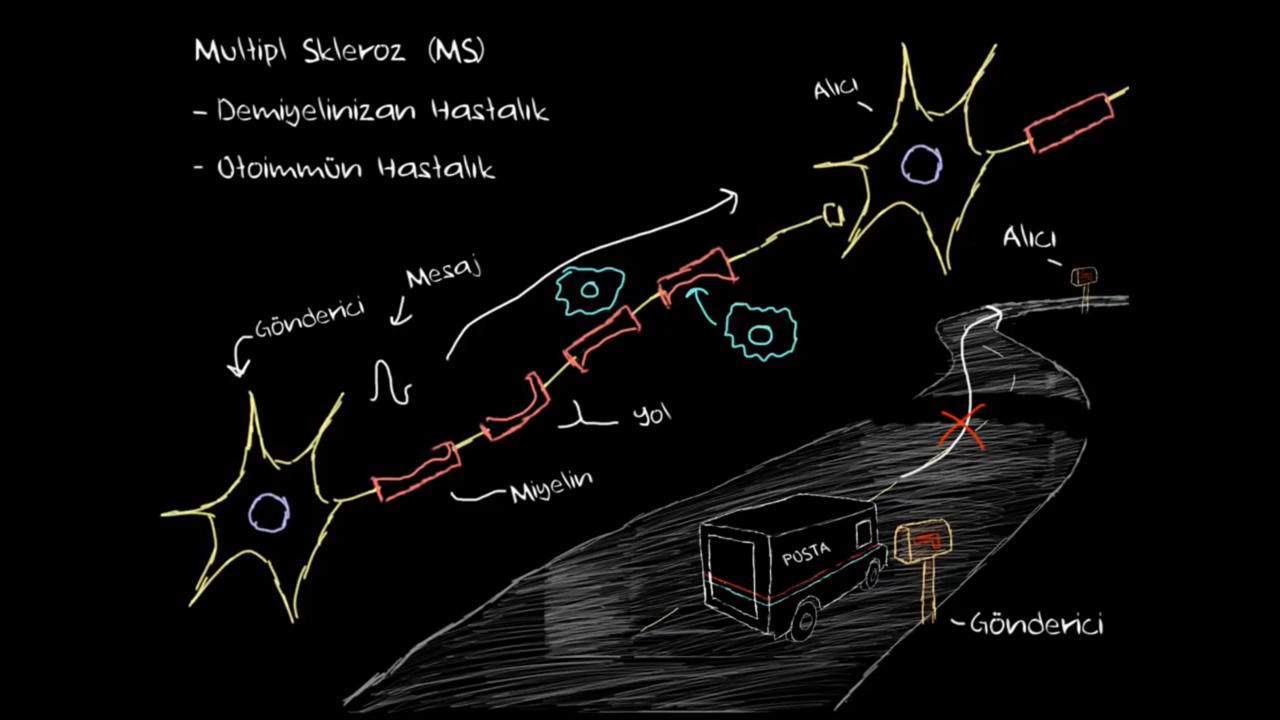 Multipl Skleroz (MS)
- Demiyelinizan Hastalık
- Otoimmün Hastalık
Alıcı
Alıcı
Mesaj
Gönderici
yol
Miyelin
POSTA
Gönderici